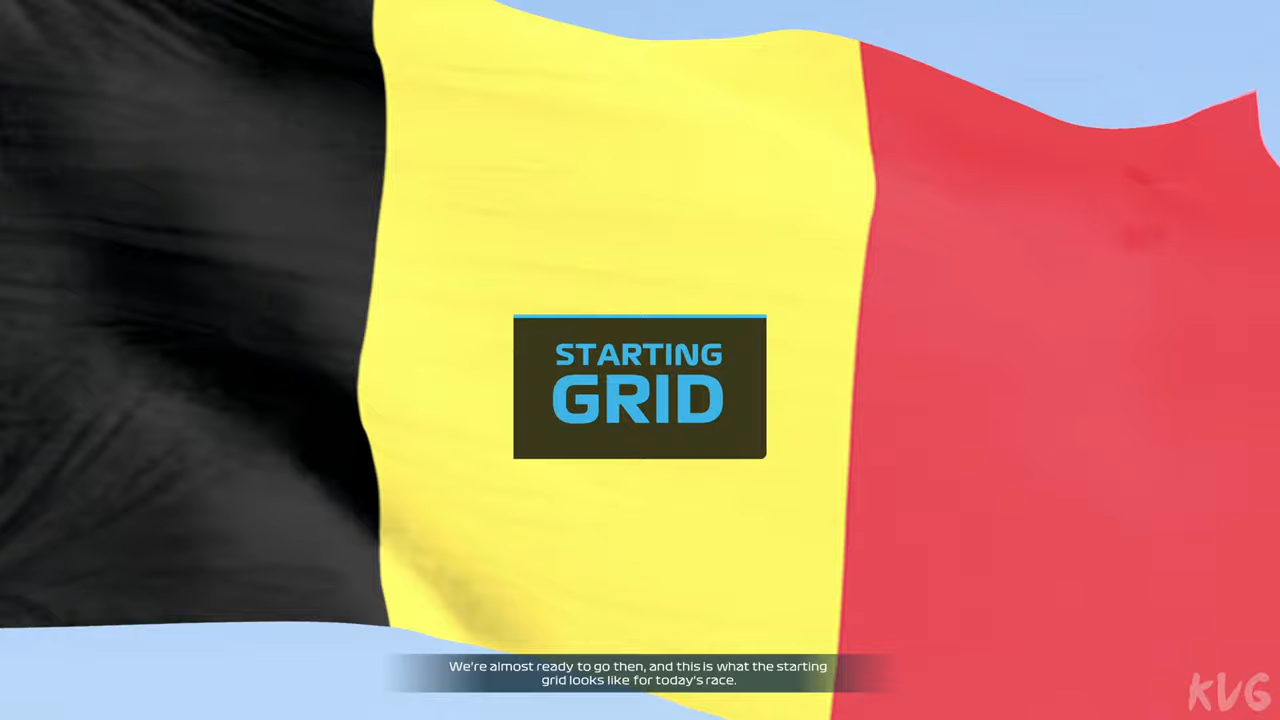 STARTING
GRID
We're almost ready to go then, and this is what the starting
grid looks like for today's race.
KVG